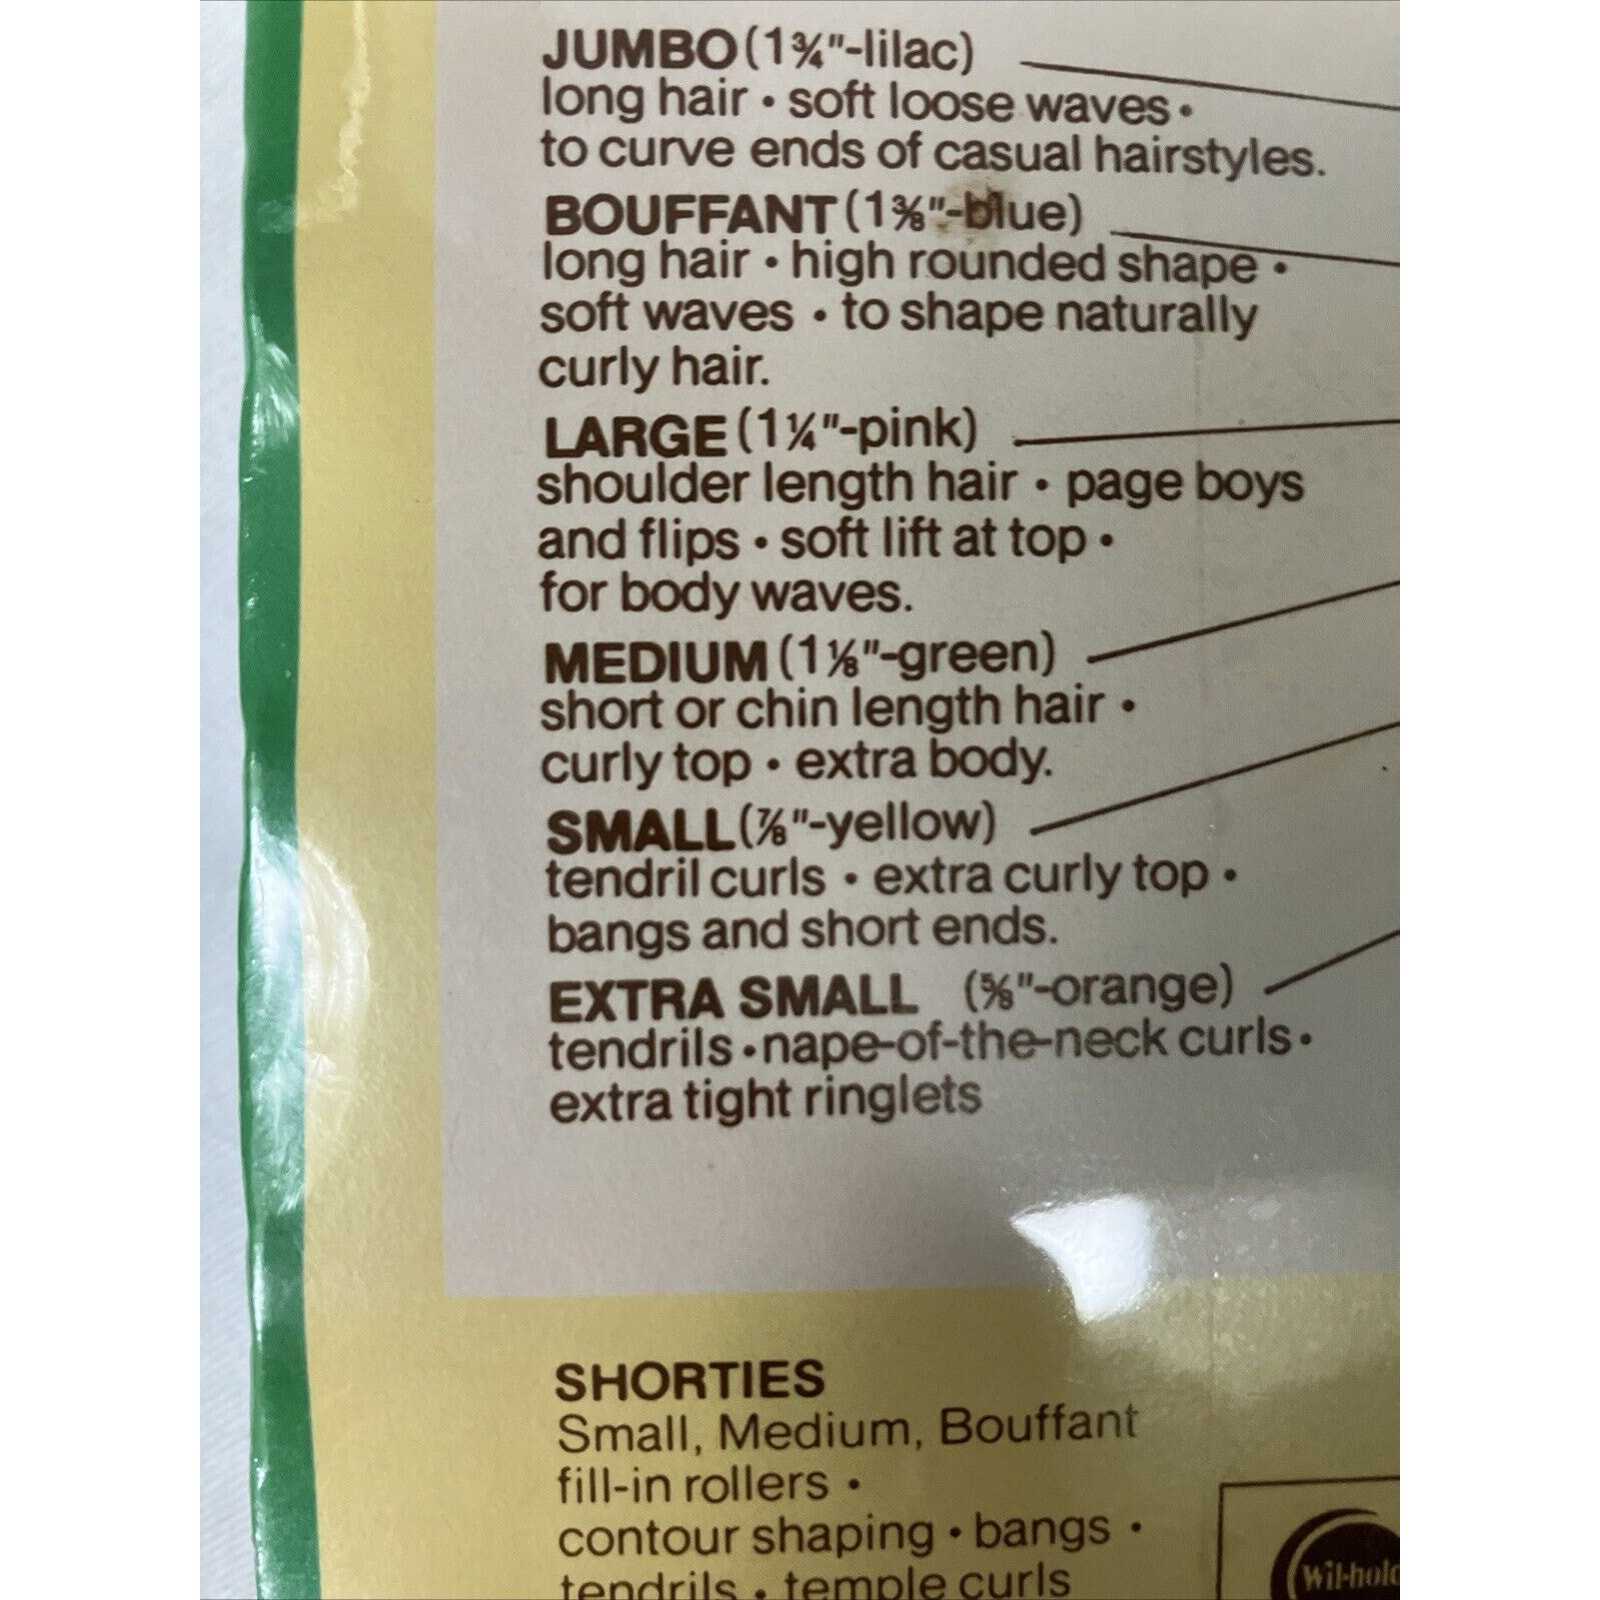 JUMBO (1¾"-lilac)
long hair • soft loose waves •
to curve ends of casual hairstyles.
BOUFFANT (1⅜"-blue)
long hair • high rounded shape •
soft waves • to shape naturally
curly hair.
LARGE (1¼"-pink)
shoulder length hair • page boys
and flips • soft lift at top •
for body waves.
MEDIUM (1⅛"-green)
short or chin length hair •
curly top • extra body.
SMALL (⅞"-yellow)
tendril curls • extra curly top •
bangs and short ends.
EXTRA SMALL (⅝"-orange)
tendrils • nape-of-the-neck curls •
extra tight ringlets
SHORTIES
Small, Medium, Bouffant
fill-in rollers •
contour shaping • bangs •
tendrils • temple curls
Wil-hold